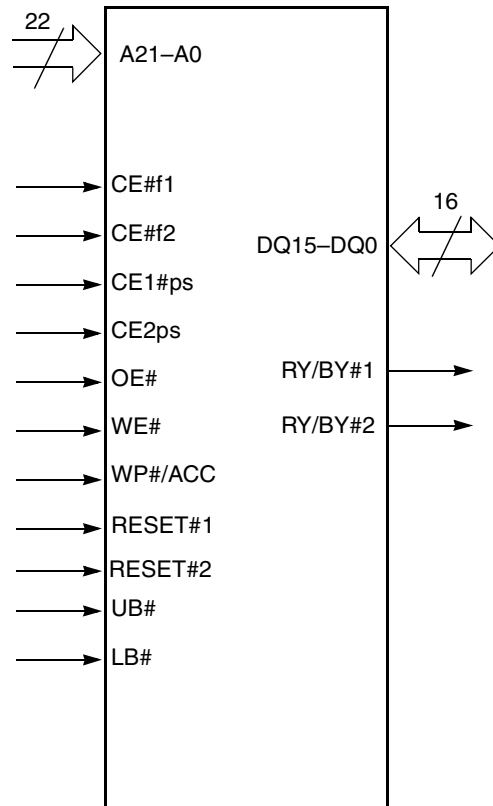 22
A21–A0
CE#f1
CE#f2
CE1#ps
CE2ps
OE#
WE#
WP#/ACC
RESET#1
RESET#2
UB#
LB#
16
DQ15–DQ0
RY/BY#1
RY/BY#2